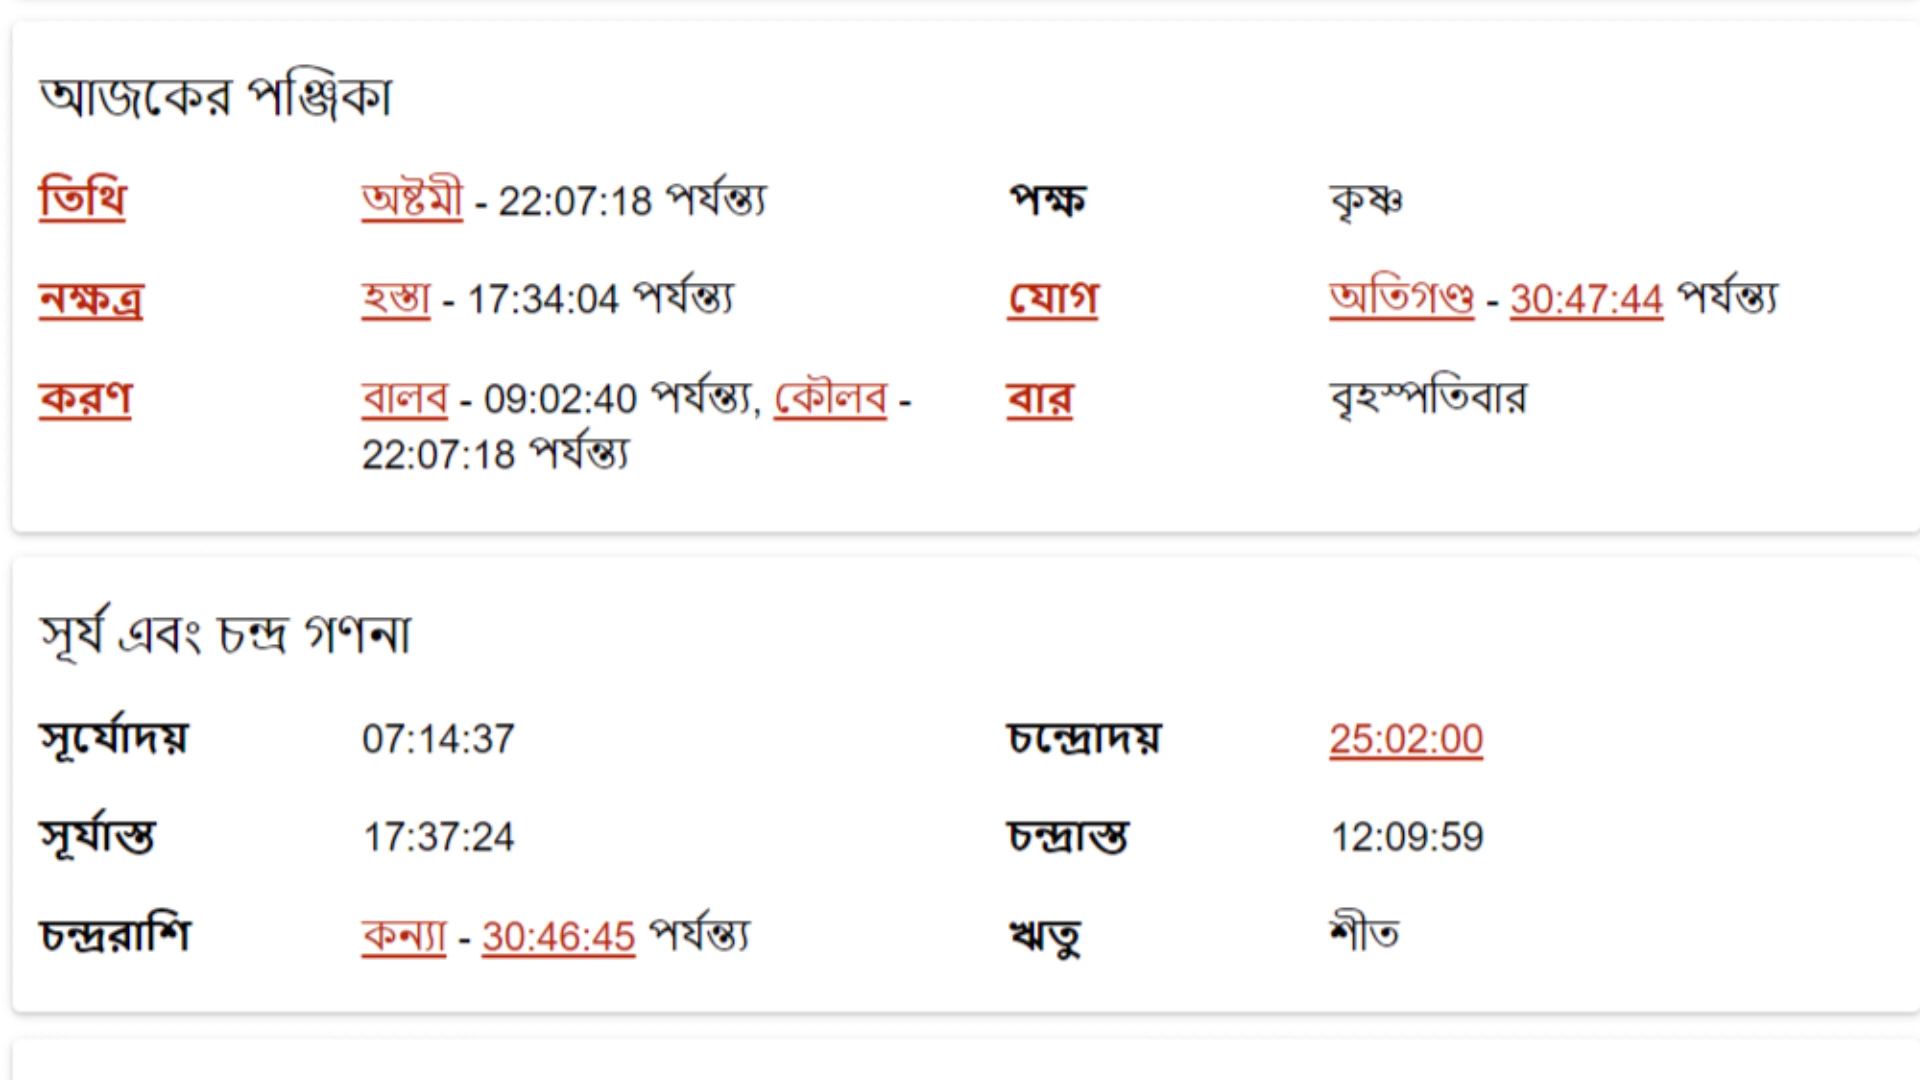 আজকের পঞ্জিকা
তিথি অষ্টমী - 22:07:18 পর্যন্ত্য পক্ষ কৃষ্ণ
নক্ষত্র হস্তা - 17:34:04 পর্যন্ত্য যোগ অতিগণ্ড - 30:47:44 পর্যন্ত্য
করণ বালব - 09:02:40 পর্যন্ত্য, কৌলব - বার বৃহস্পতিবার
22:07:18 পর্যন্ত্য
সূর্য এবং চন্দ্র গণনা
সূর্যোদয় 07:14:37 চন্দ্রোদয় 25:02:00
সূর্যাস্ত 17:37:24 চন্দ্রাস্ত 12:09:59
চন্দ্ররাশি কন্যা - 30:46:45 পর্যন্ত্য ঋতু শীত